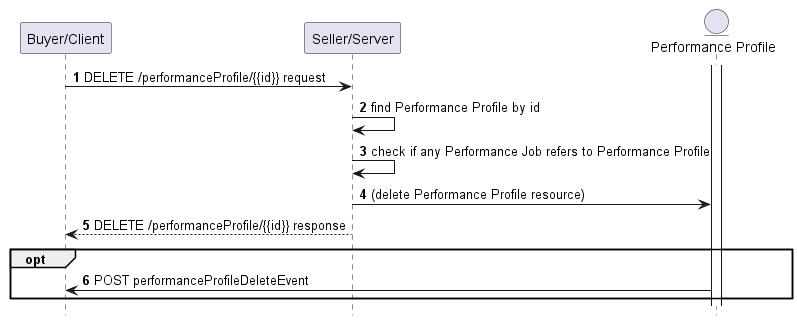 Buyer/Client
Seller/Server
Performance Profile
1 DELETE /performanceProfile/{{id}} request
2 find Performance Profile by id
3 check if any Performance Job refers to Performance Profile
4 (delete Performance Profile resource)
5 DELETE /performanceProfile/{{id}} response
opt
6 POST performanceProfileDeleteEvent